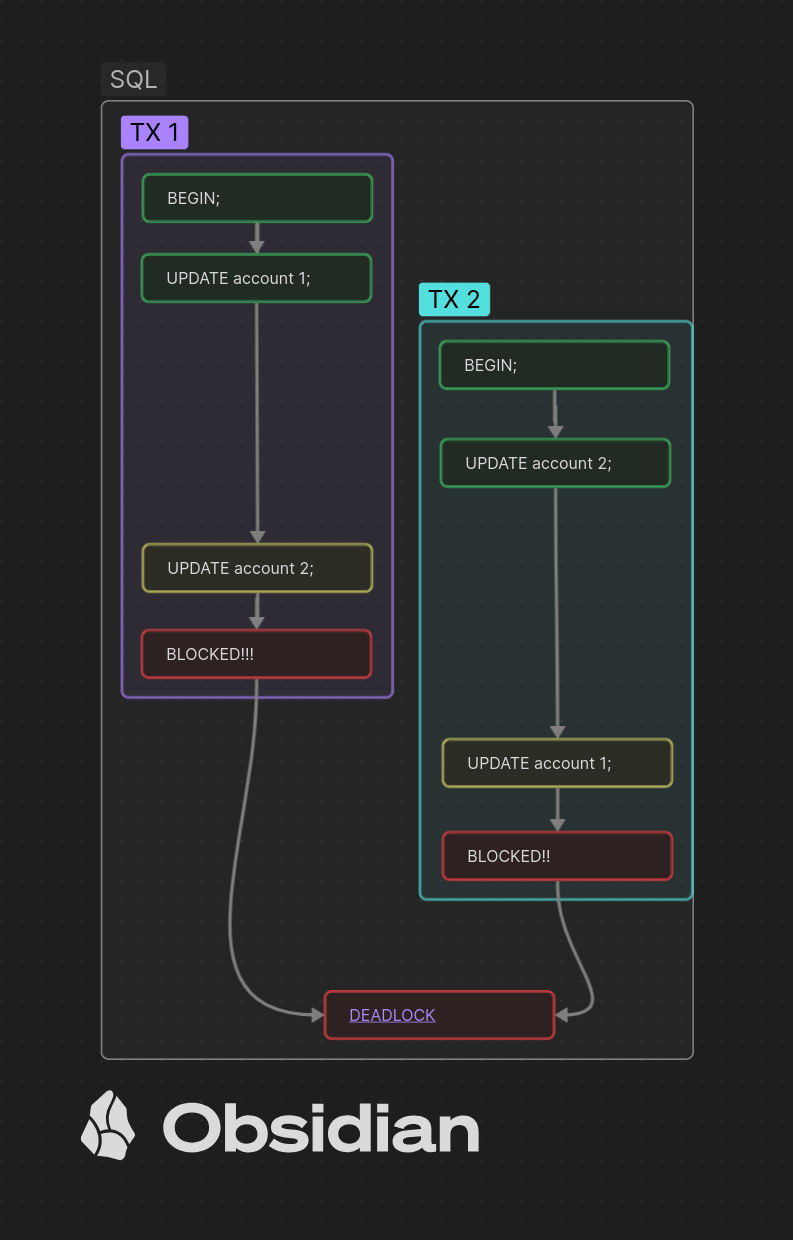 SQL
TX 1
BEGIN;
UPDATE account 1;
UPDATE account 2;
BLOCKED!!!
TX 2
BEGIN;
UPDATE account 2;
UPDATE account 1;
BLOCKED!!
DEADLOCK
Obsidian